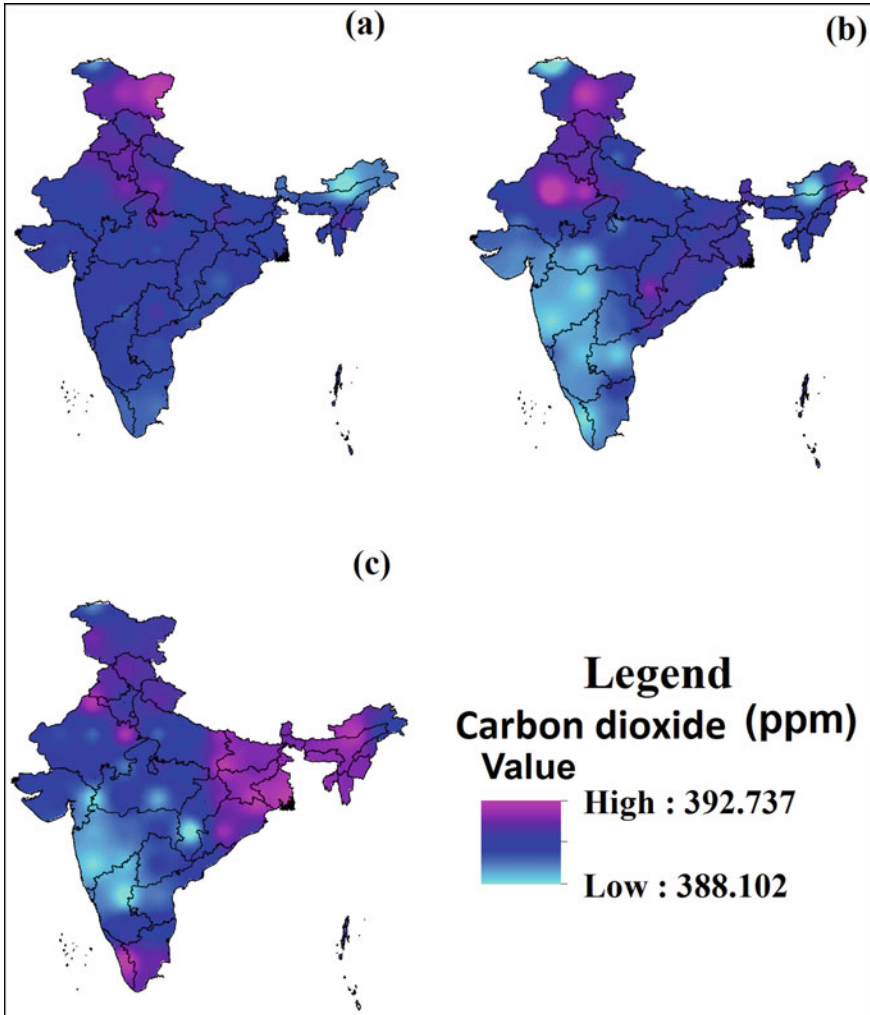 (a)
(b)
(c)
Legend
Carbon dioxide (ppm)
Value
High : 392.737
Low : 388.102